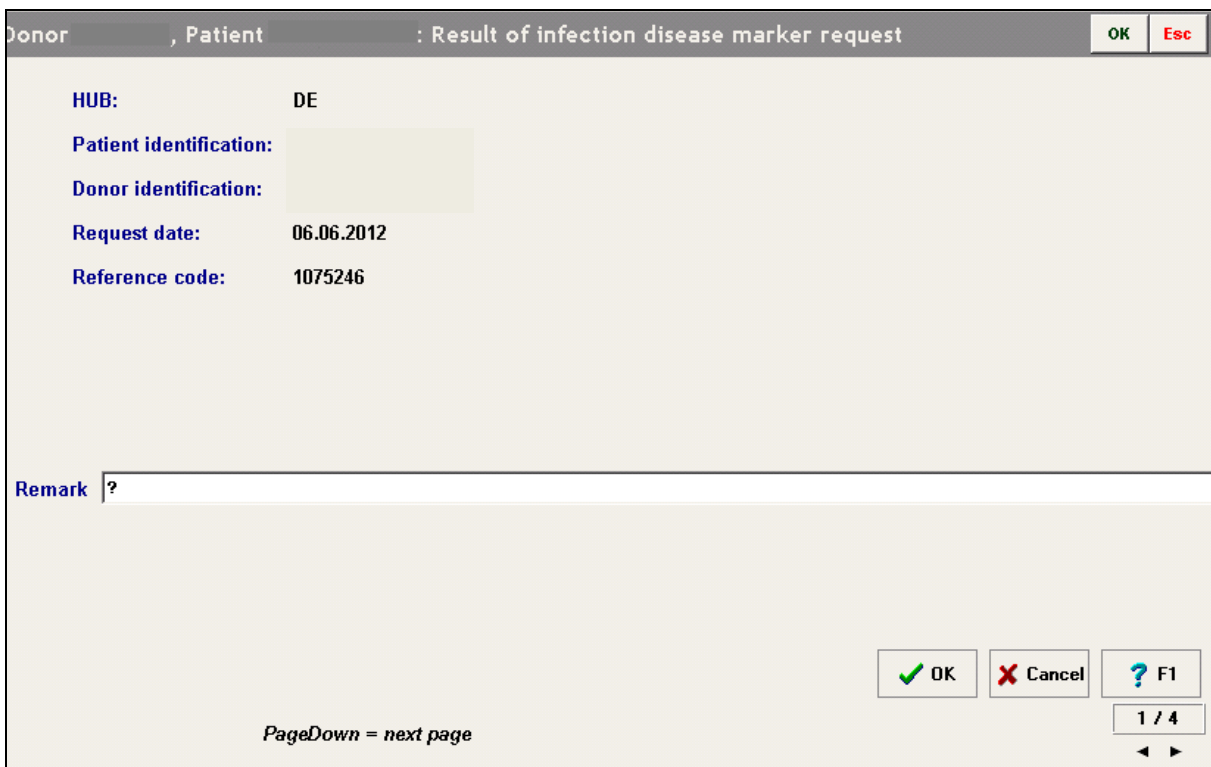 Donor , Patient : Result of infection disease marker request OK Esc
HUB: DE
Patient identification:
Donor identification:
Request date: 06.06.2012
Reference code: 1075246
Remark ?
OK Cancel ? F1
1 / 4
PageDown = next page